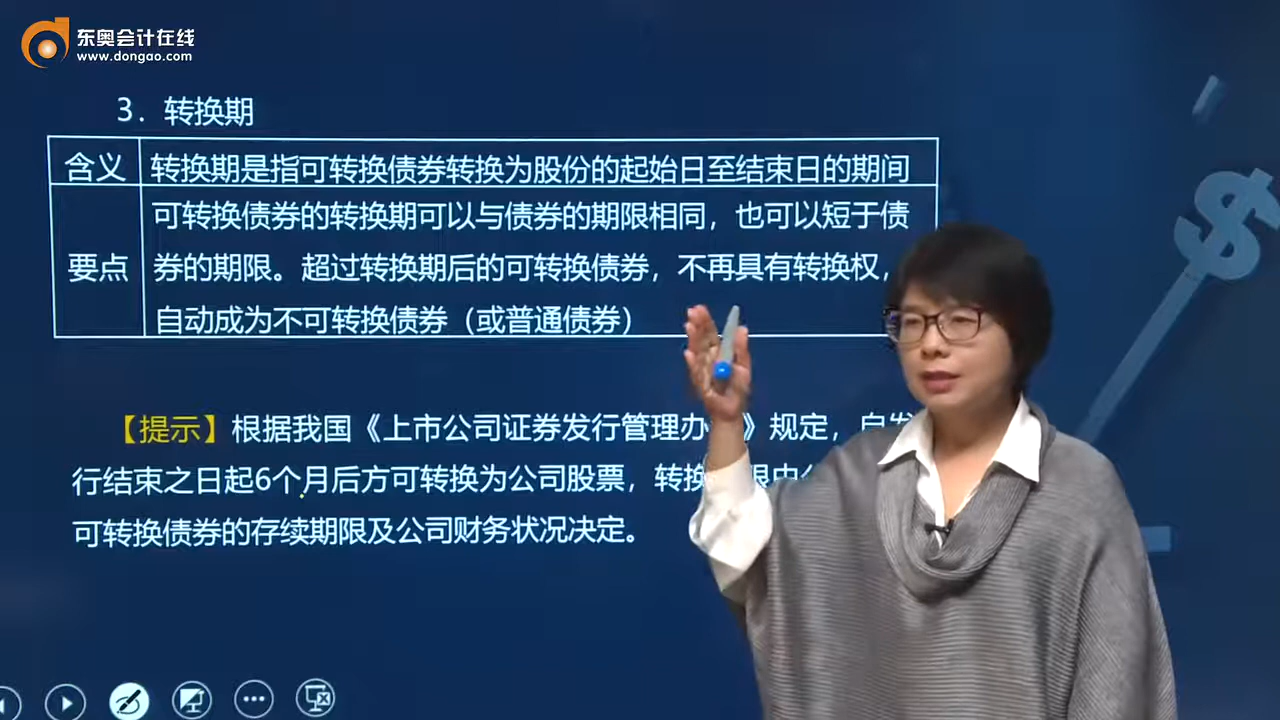 东奥会计在线
www.dongao.com
3．转换期
含义 转换期是指可转换债券转换为股份的起始日至结束日的期间
要点 可转换债券的转换期可以与债券的期限相同，也可以短于债
券的期限。超过转换期后的可转换债券，不再具有转换权，
自动成为不可转换债券（或普通债券）
【提示】根据我国《上市公司证券发行管理办》规定，自发
行结束之日起6个月后方可转换为公司股票，转换
可转换债券的存续期限及公司财务状况决定。